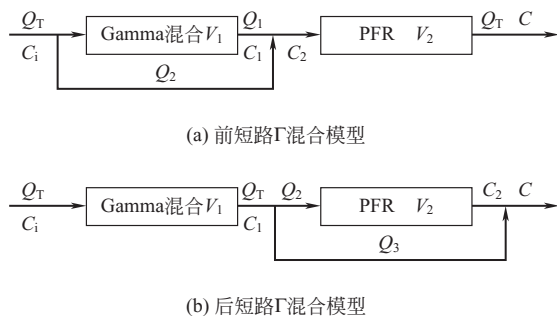 Q_T Gamma混合V_1 Q_1 PFR V_2 Q_T C
C_i C_1 C_2
Q_2
(a) 前短路Γ混合模型
Q_T Gamma混合V_1 Q_T Q_2 PFR V_2 C_2 C
C_i C_1
Q_3
(b) 后短路Γ混合模型